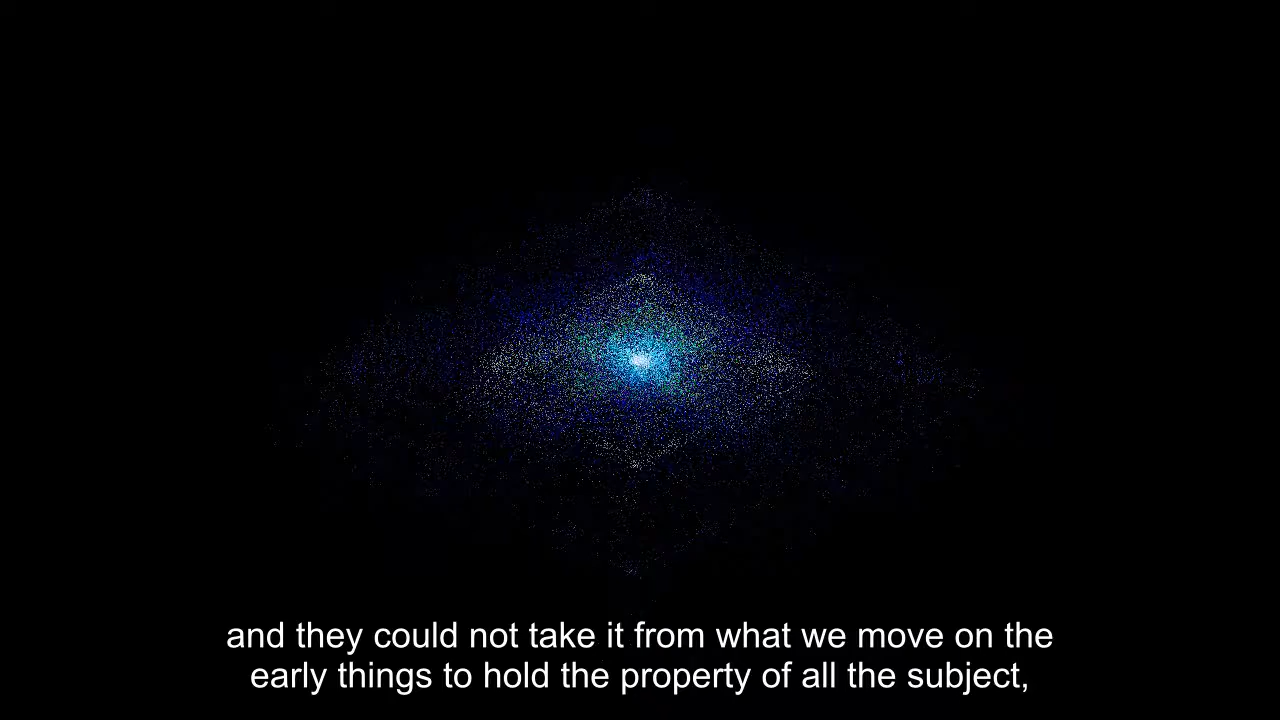 and they could not take it from what we move on the
early things to hold the property of all the subject,